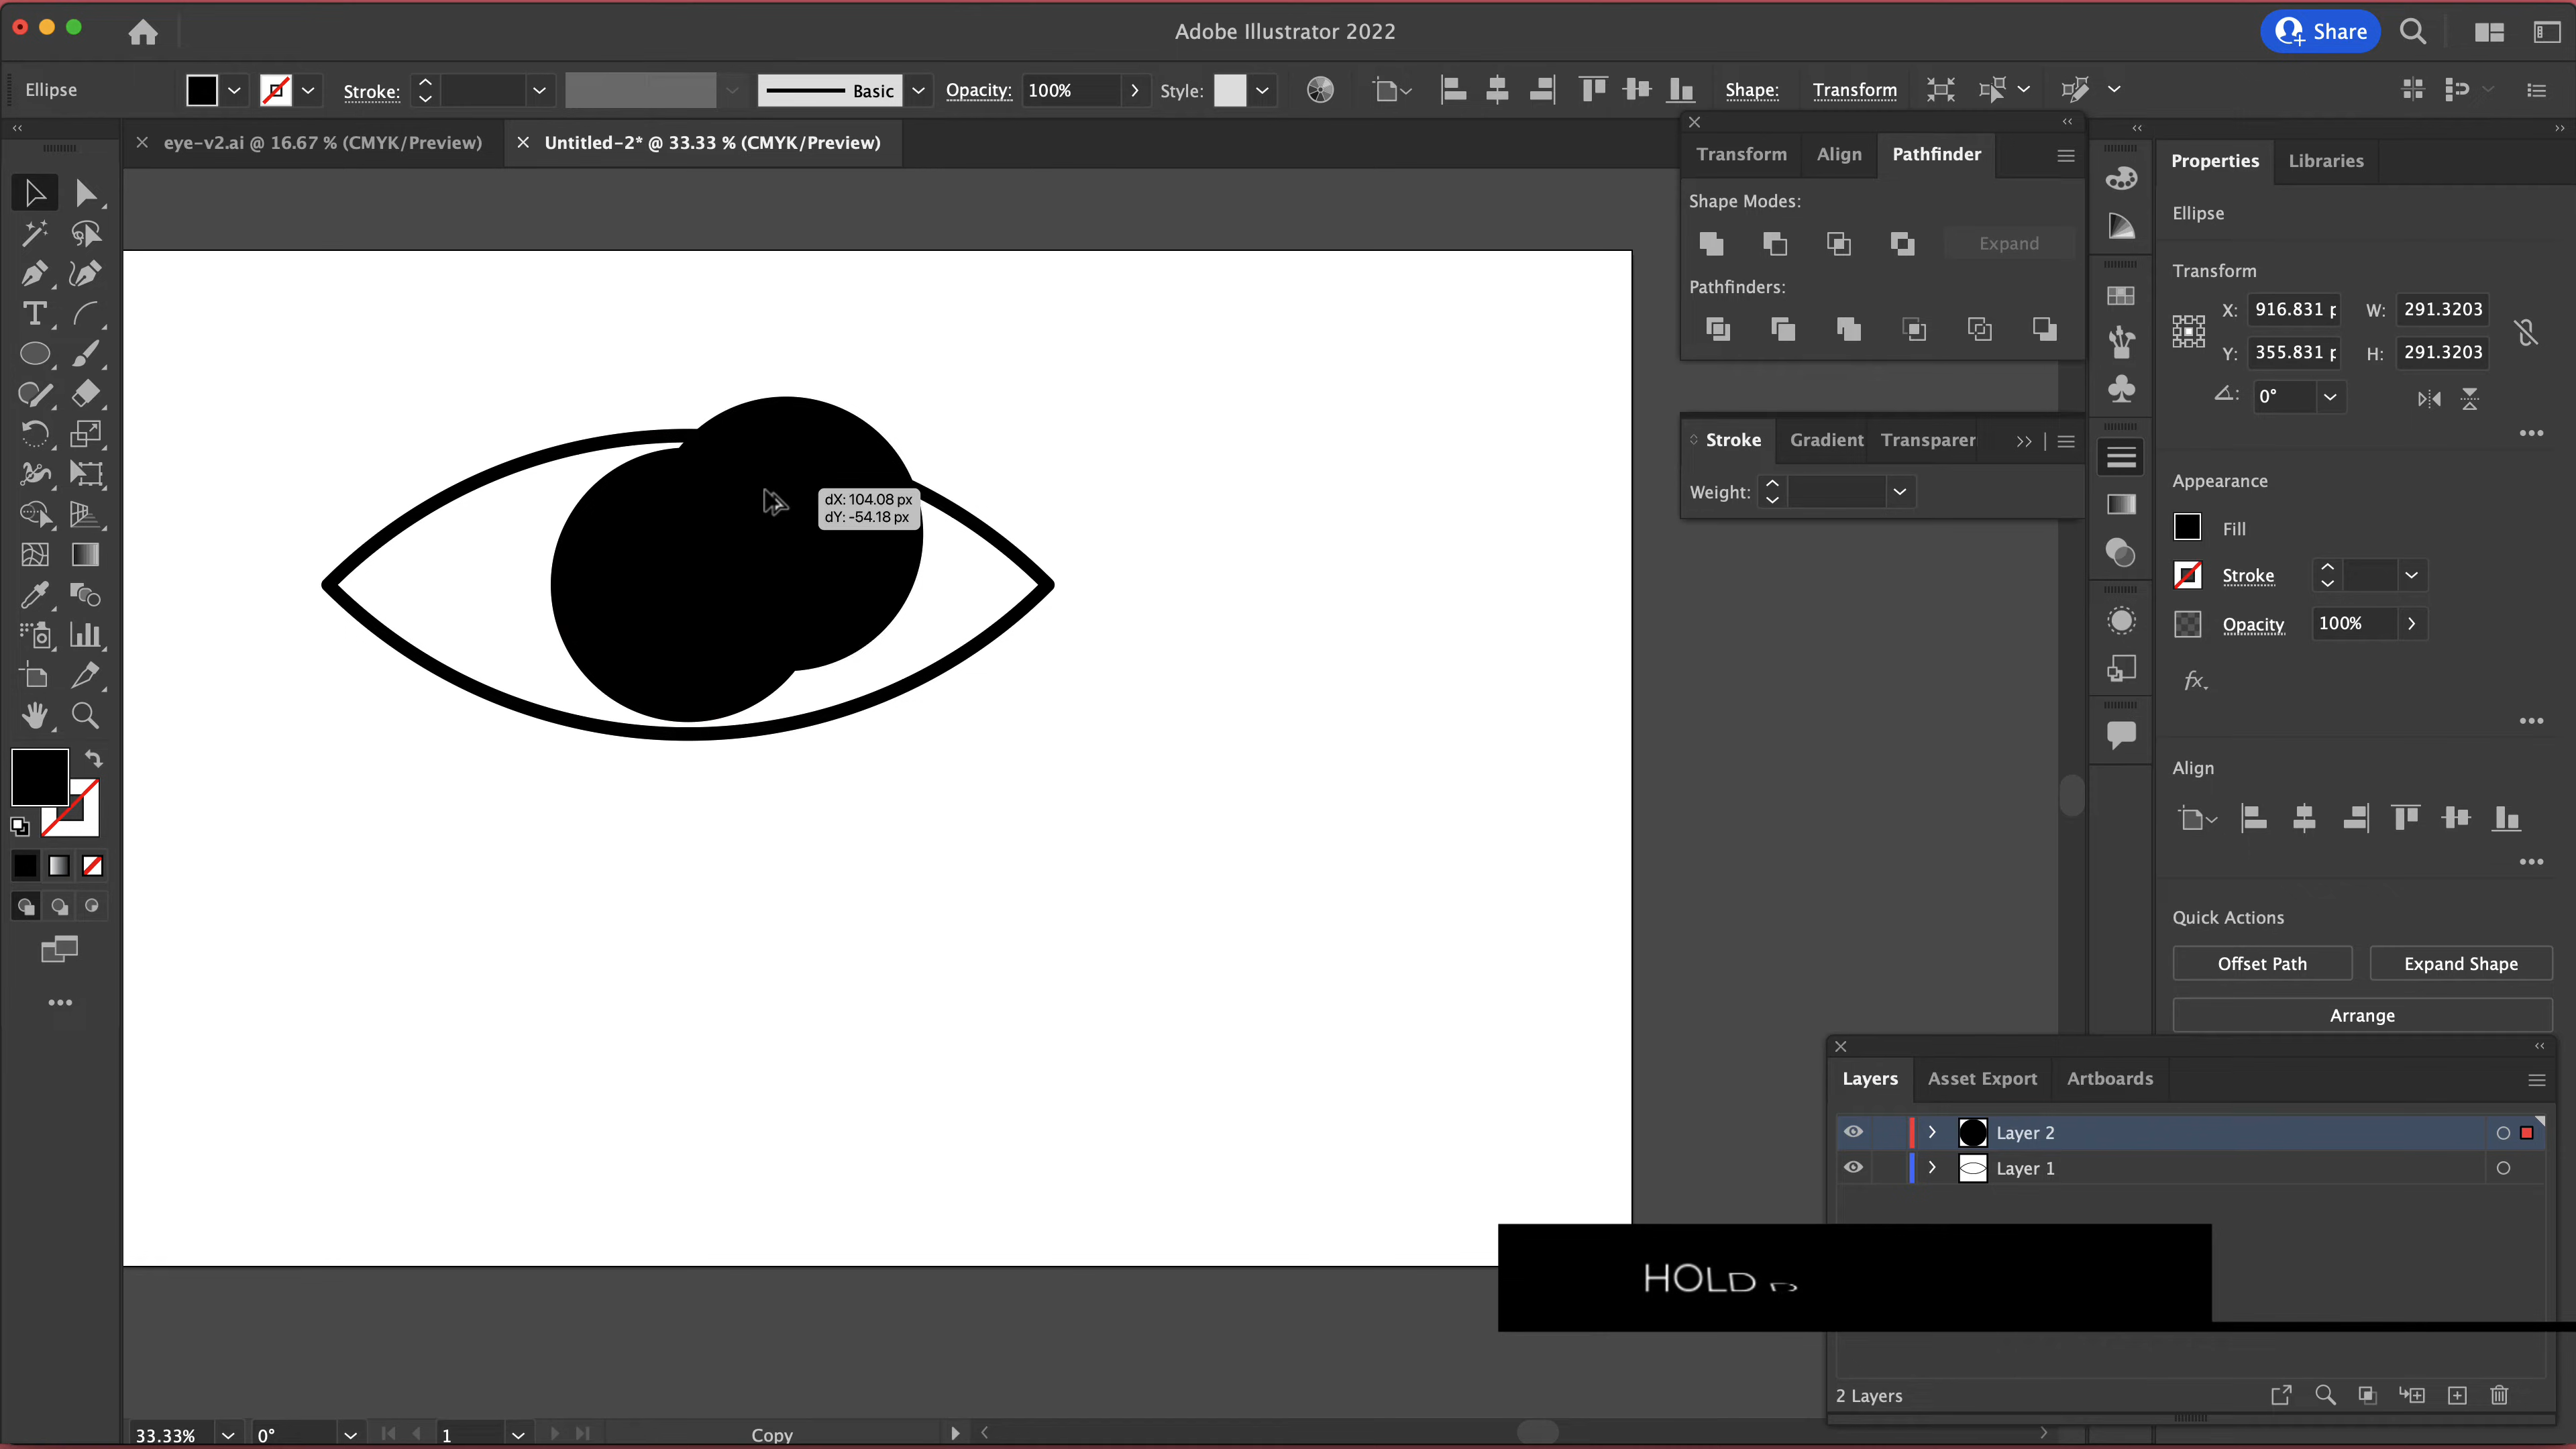 Adobe Illustrator 2022
Share
Ellipse
Stroke:
Basic
Opacity:
100%
Style:
Shape:
Transform
eye-v2.ai @ 16.67 % (CMYK/Preview)
Untitled-2* @ 33.33 % (CMYK/Preview)
Transform
Align
Pathfinder
Shape Modes:
Expand
Pathfinders:
Stroke
Gradient
Transparer
Weight:
dX: 104.08 px
dY: -54.18 px
Properties
Libraries
Ellipse
Transform
X:
916.831 p
W:
291.3203
Y:
355.831 p
H:
291.3203
0°
Appearance
Fill
Stroke
Opacity
100%
fx
Align
Quick Actions
Offset Path
Expand Shape
Arrange
Layers
Asset Export
Artboards
Layer 2
Layer 1
HOLD
2 Layers
33.33%
0°
1
Copy